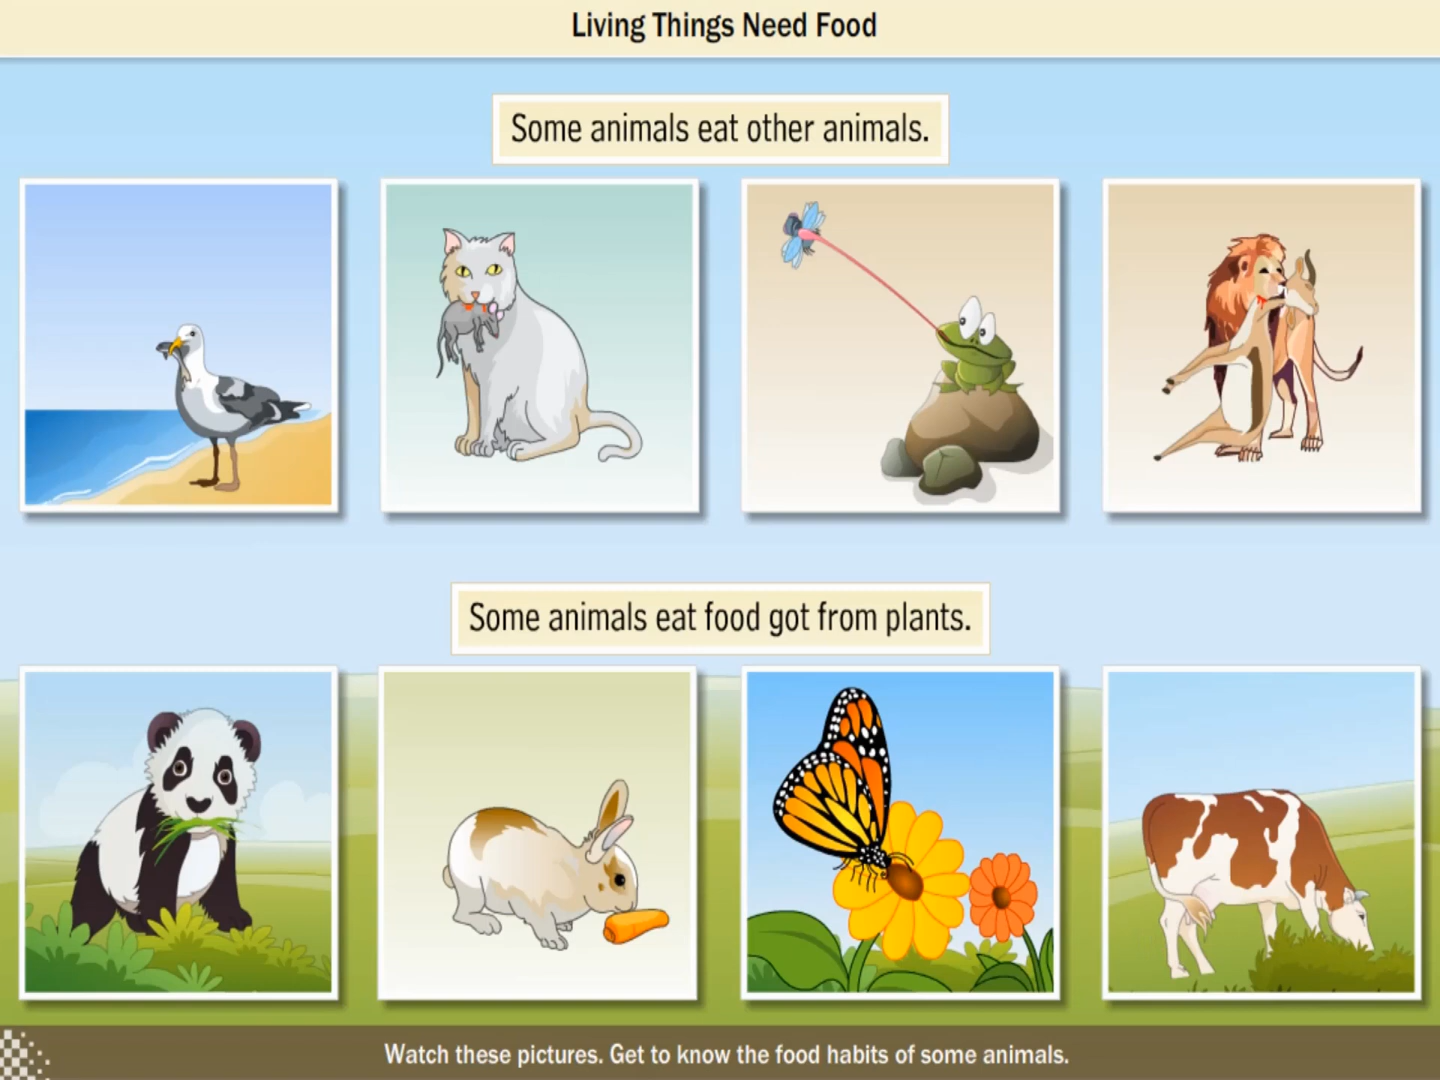 Living Things Need Food
Some animals eat other animals.
Some animals eat food got from plants.
Watch these pictures. Get to know the food habits of some animals.